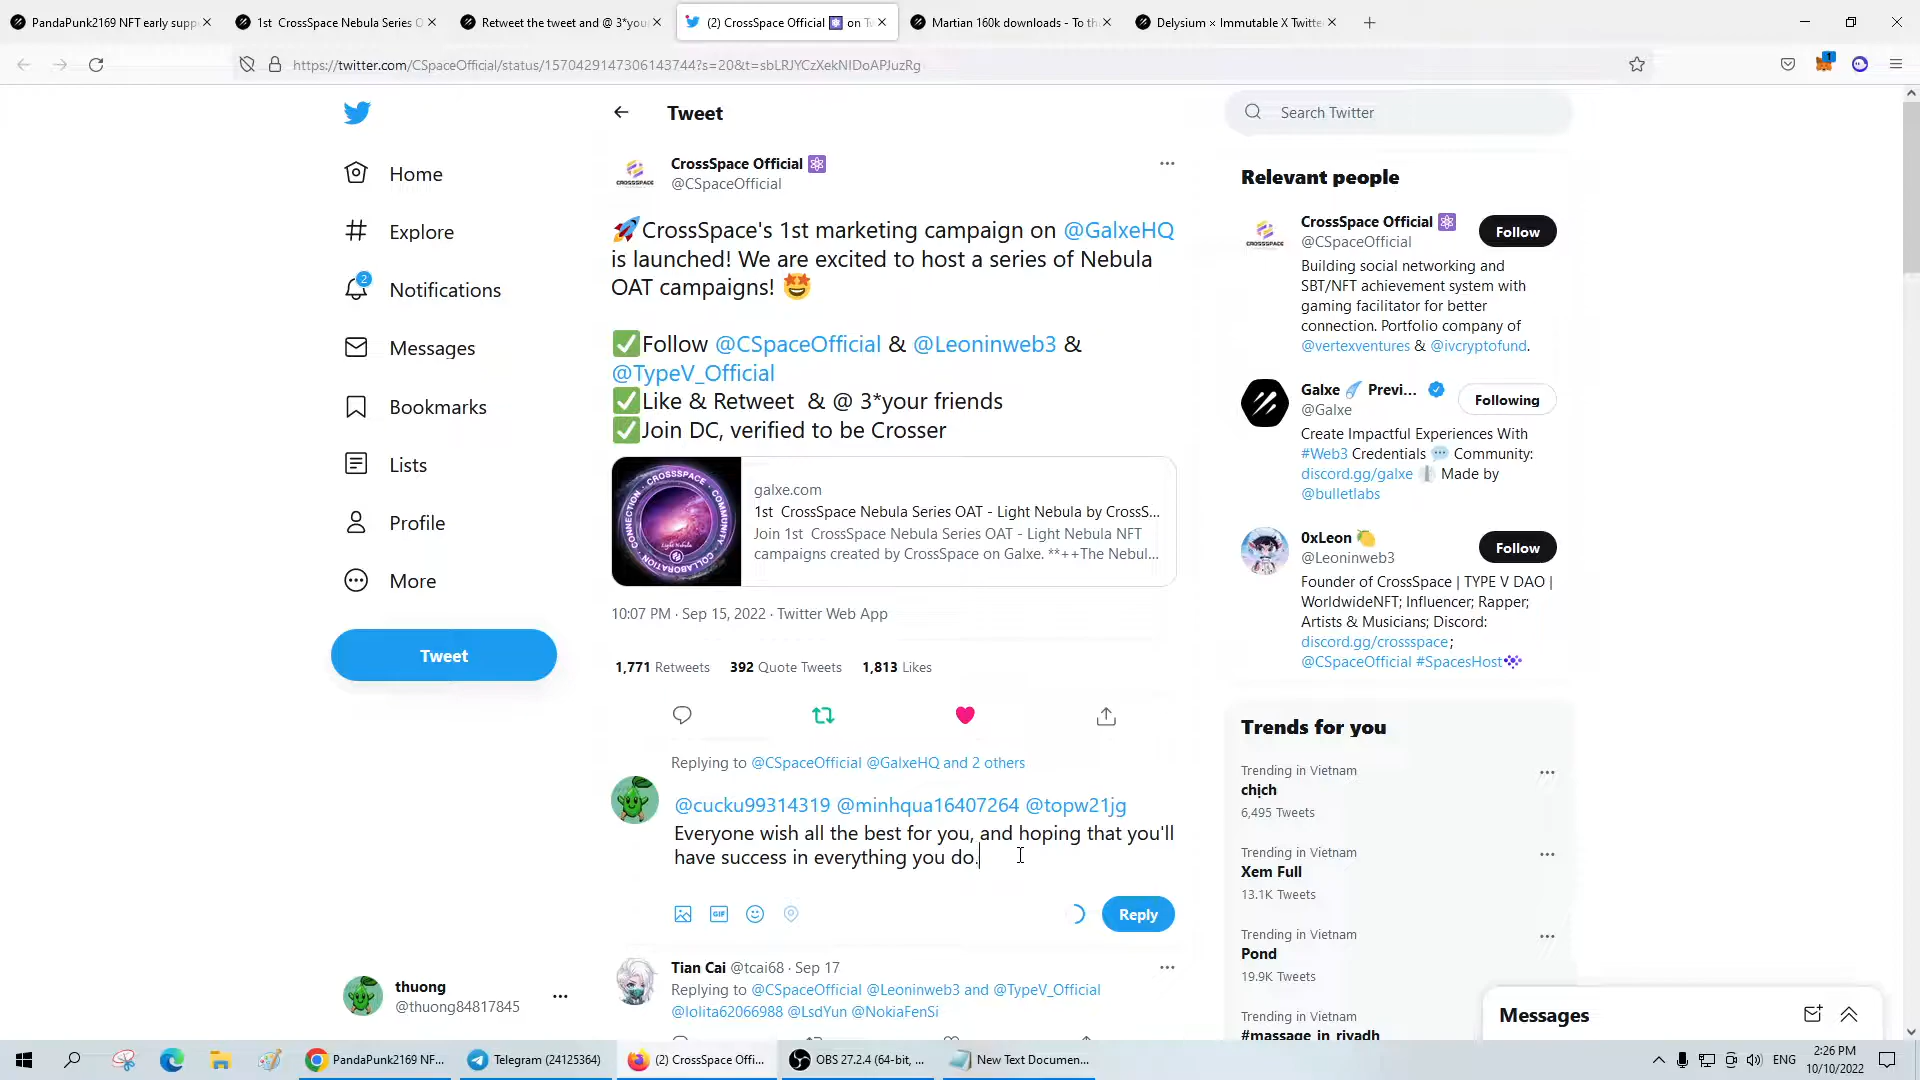 PandaPunk2169 NFT early supp
1st CrossSpace Nebula Series O
Retweet the tweet and @ 3*you
(2) CrossSpace Official on T
Martian 160k downloads - To th
Delysium × Immutable X Twitte
https://twitter.com/CSpaceOfficial/status/1570429147306143744?s=20&t=sbLRJYCzXekNIDoAPJuzRg
1
Tweet
Search Twitter
Home
Explore
2
Notifications
Messages
Bookmarks
Lists
Profile
More
Tweet
thuong
@thuong84817845
CrossSpace Official
@CSpaceOfficial
🚀CrossSpace's 1st marketing campaign on @GalxeHQ
is launched! We are excited to host a series of Nebula
OAT campaigns! 🤩
✅Follow @CSpaceOfficial & @Leoninweb3 &
@TypeV_Official
✅Like & Retweet & @ 3*your friends
✅Join DC, verified to be Crosser
CROSSSPACE · COMMUNITY · COLLABORATION · CONNECTION
Light Nebula
galxe.com
1st CrossSpace Nebula Series OAT - Light Nebula by CrossS...
Join 1st CrossSpace Nebula Series OAT - Light Nebula NFT
campaigns created by CrossSpace on Galxe. **++The Nebul...
10:07 PM · Sep 15, 2022 · Twitter Web App
1,771 Retweets 392 Quote Tweets 1,813 Likes
Replying to @CSpaceOfficial @GalxeHQ and 2 others
@cucku99314319 @minhqua16407264 @topw21jg
Everyone wish all the best for you, and hoping that you'll
have success in everything you do.
GIF
Reply
Tian Cai @tcai68 · Sep 17
Replying to @CSpaceOfficial @Leoninweb3 and @TypeV_Official
@lolita62066988 @LsdYun @NokiaFenSi
Relevant people
CROSSSPACE
CrossSpace Official
@CSpaceOfficial
Follow
Building social networking and
SBT/NFT achievement system with
gaming facilitator for better
connection. Portfolio company of
@vertexventures & @ivcryptofund.
Galxe Previ...
@Galxe
Following
Create Impactful Experiences With
#Web3 Credentials 💬 Community:
discord.gg/galxe Made by
@bulletlabs
0xLeon 🍋
@Leoninweb3
Follow
Founder of CrossSpace | TYPE V DAO |
WorldwideNFT; Influencer; Rapper;
Artists & Musicians; Discord:
discord.gg/crossspace;
@CSpaceOfficial #SpacesHost
Trends for you
Trending in Vietnam
chịch
6,495 Tweets
Trending in Vietnam
Xem Full
13.1K Tweets
Trending in Vietnam
Pond
19.9K Tweets
Trending in Vietnam
#massage_in_riyadh
Messages
PandaPunk2169 NF...
Telegram (24125364)
(2) CrossSpace Offi...
OBS 27.2.4 (64-bit, ...
New Text Documen...
ENG
2:26 PM
10/10/2022